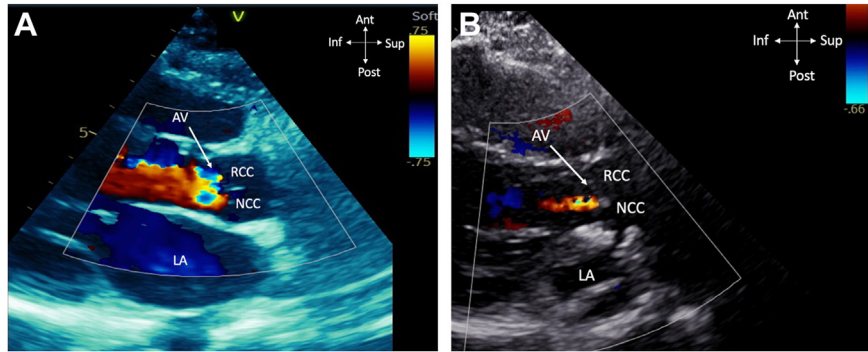 A
V
Soft
.75
Ant
Inf
Sup
Post
5
-.75
AV
RCC
NCC
LA
B
Ant
Inf
Sup
Post
-.66
AV
RCC
NCC
LA